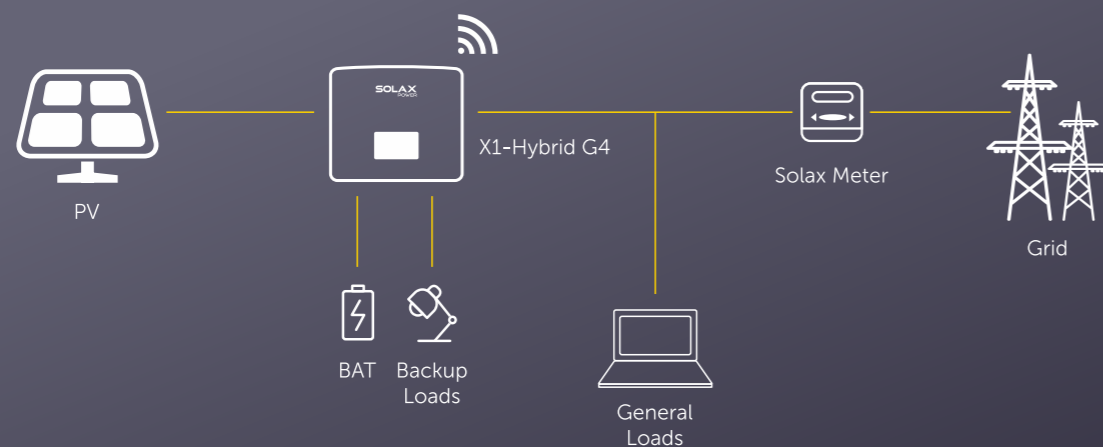 SOLAX
POWER
X1-Hybrid G4
Solax Meter
PV
Grid
BAT
Backup
Loads
General
Loads